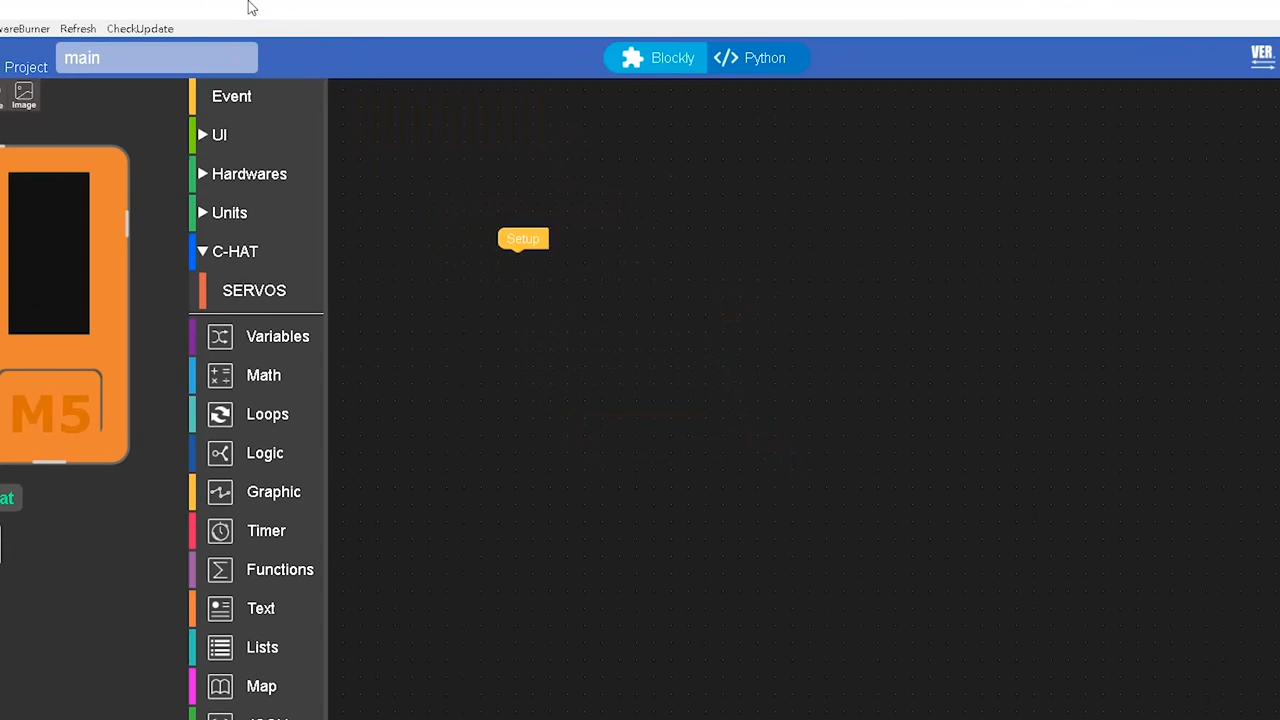 wareBurner Refresh CheckUpdate
Project main Blockly </> Python VER.
e Image
Event
UI
Hardwares
Setup
Units
C-HAT
SERVOS
Variables
Math
Loops
M5
Logic
Graphic
at
Timer
Functions
Text
Lists
Map